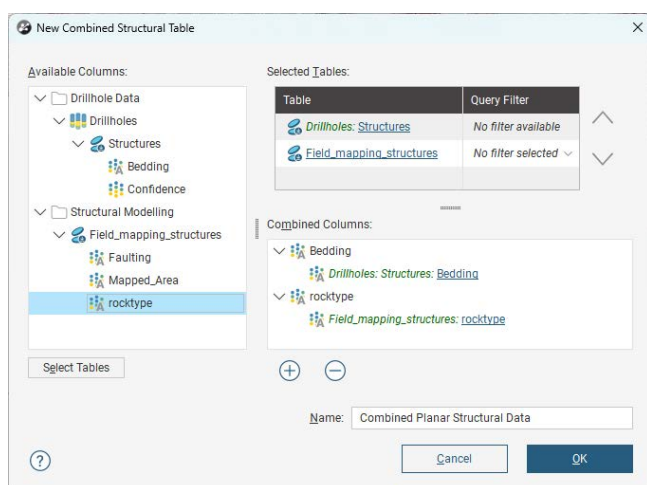 New Combined Structural Table
Available Columns:
Drillhole Data
Drillholes
Structures
Bedding
Confidence
Structural Modelling
Field_mapping_structures
Faulting
Mapped_Area
rocktype
Select Tables
Selected Tables:
Table Query Filter
Drillholes: Structures No filter available
Field_mapping_structures No filter selected
Combined Columns:
Bedding
Drillholes: Structures: Bedding
rocktype
Field_mapping_structures: rocktype
Name: Combined Planar Structural Data
Cancel OK